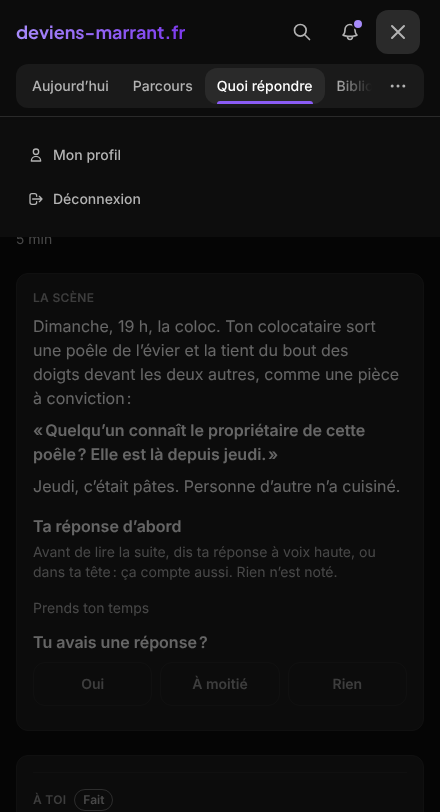 deviens-marrant.fr
Aujourd’hui
Parcours
Quoi répondre
Biblic
Mon profil
Déconnexion
5 min
LA SCÈNE
Dimanche, 19 h, la coloc. Ton colocataire sort
une poêle de l’évier et la tient du bout des
doigts devant les deux autres, comme une pièce
à conviction :
« Quelqu’un connaît le propriétaire de cette
poêle ? Elle est là depuis jeudi. »
Jeudi, c’était pâtes. Personne d’autre n’a cuisiné.
Ta réponse d’abord
Avant de lire la suite, dis ta réponse à voix haute, ou
dans ta tête : ça compte aussi. Rien n’est noté.
Prends ton temps
Tu avais une réponse ?
Oui
À moitié
Rien
À TOI
Fait